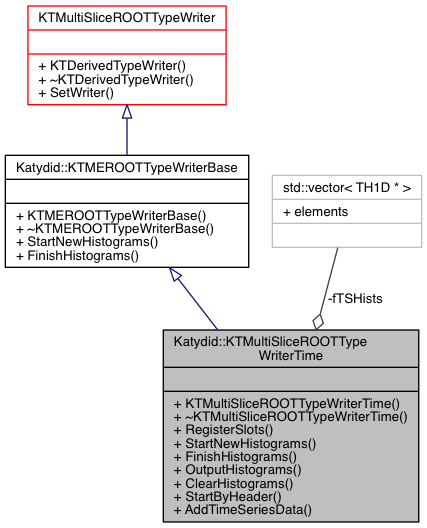 KTMultiSliceROOTTypeWriter
+ KTDerivedTypeWriter()
+ ~KTDerivedTypeWriter()
+ SetWriter()
Katydid::KTMEROOTTypeWriterBase
+ KTMEROOTTypeWriterBase()
+ ~KTMEROOTTypeWriterBase()
+ StartNewHistograms()
+ FinishHistograms()
std::vector< TH1D * >
+ elements
-fTSHists
Katydid::KTMultiSliceROOTType
WriterTime
+ KTMultiSliceROOTTypeWriterTime()
+ ~KTMultiSliceROOTTypeWriterTime()
+ RegisterSlots()
+ StartNewHistograms()
+ FinishHistograms()
+ OutputHistograms()
+ ClearHistograms()
+ StartByHeader()
+ AddTimeSeriesData()